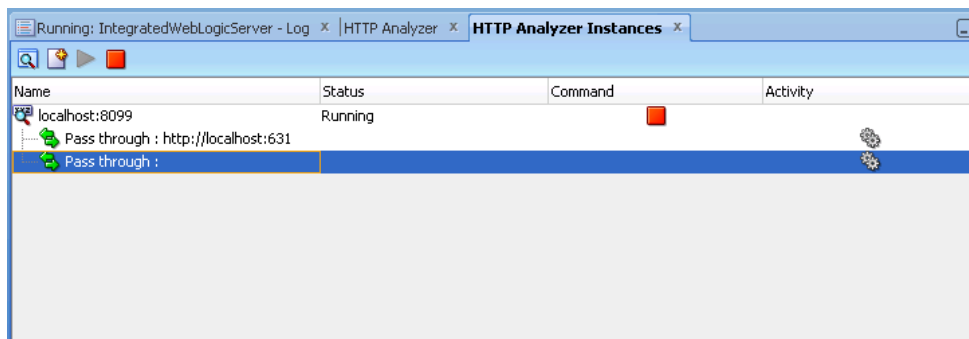 Running: IntegratedWebLogicServer - Log x HTTP Analyzer x HTTP Analyzer Instances x
Name Status Command Activity
localhost:8099 Running
Pass through : http://localhost:631
Pass through :